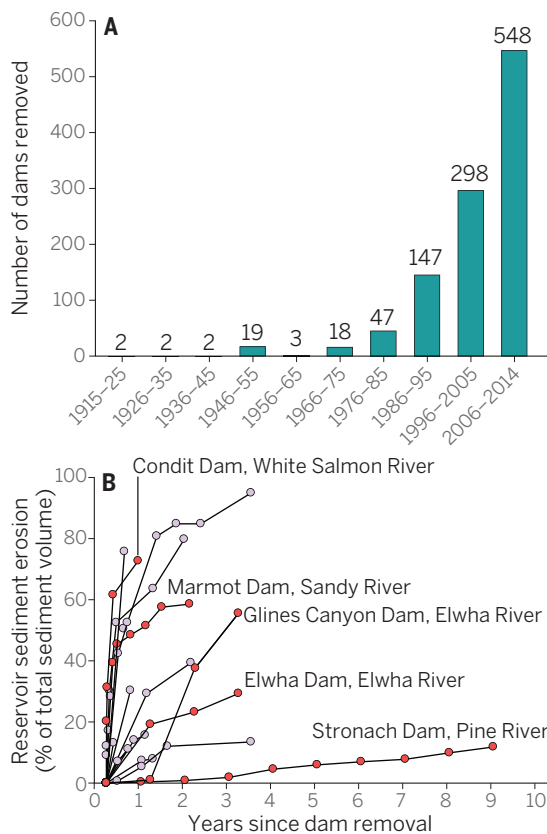 A
Number of dams removed
600
500
400
300
200
100
0
2
2
2
19
3
18
47
147
298
548
1915–25
1926–35
1936–45
1946–55
1956–65
1966–75
1976–85
1986–95
1996–2005
2006–2014
B
Reservoir sediment erosion
(% of total sediment volume)
100
80
60
40
20
0
Condit Dam, White Salmon River
Marmot Dam, Sandy River
Glines Canyon Dam, Elwha River
Elwha Dam, Elwha River
Stronach Dam, Pine River
0 1 2 3 4 5 6 7 8 9 10
Years since dam removal